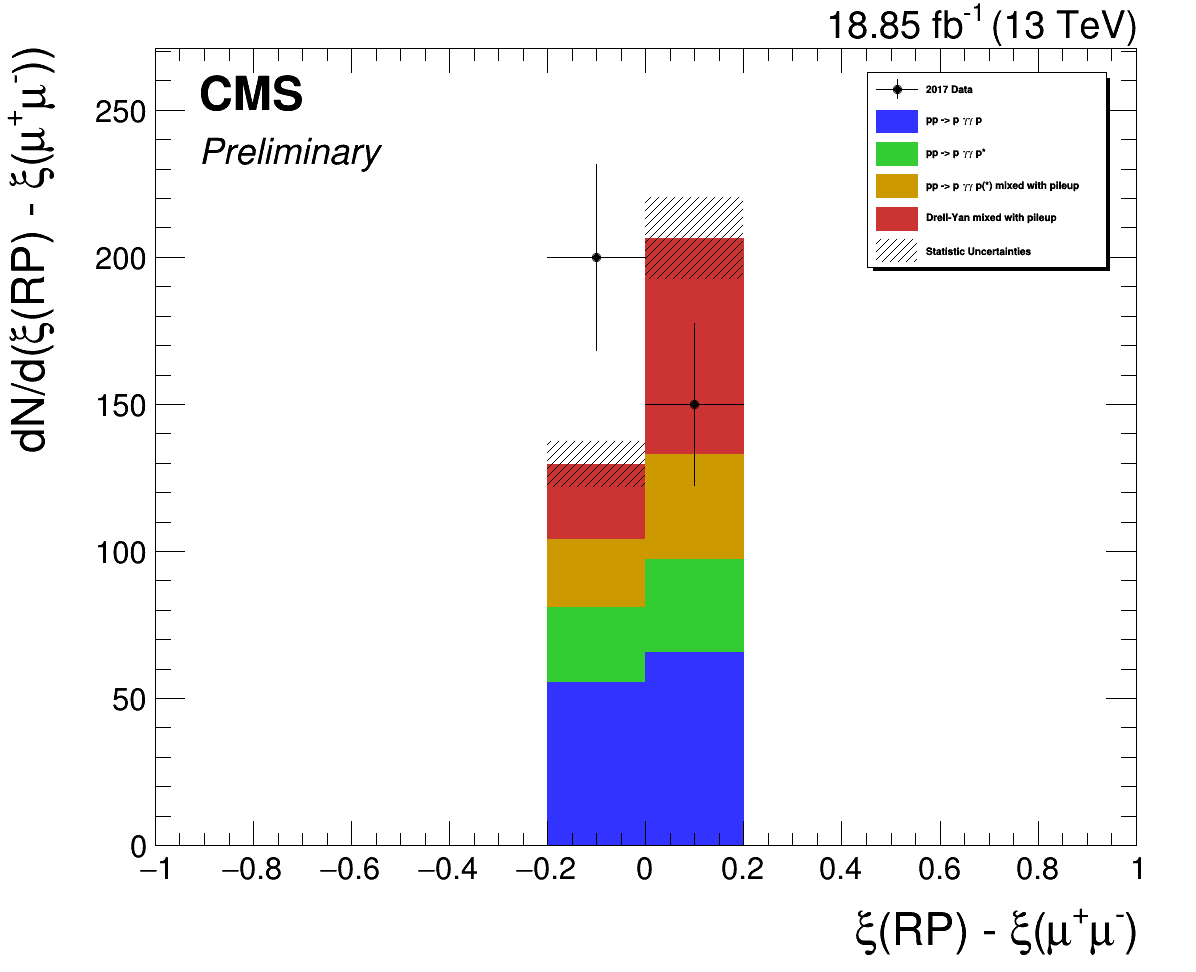 18.85 fb⁻¹ (13 TeV)
CMS
Preliminary
dN/d(ξ(RP) - ξ(μ⁺μ⁻))
2017 Data
pp -> p γγ p
pp -> p γγ p*
pp -> p γγ p(*) mixed with pileup
Drell-Yan mixed with pileup
Statistic Uncertainties
250
200
150
100
50
0
−1 −0.8 −0.6 −0.4 −0.2 0 0.2 0.4 0.6 0.8 1
ξ(RP) - ξ(μ⁺μ⁻)